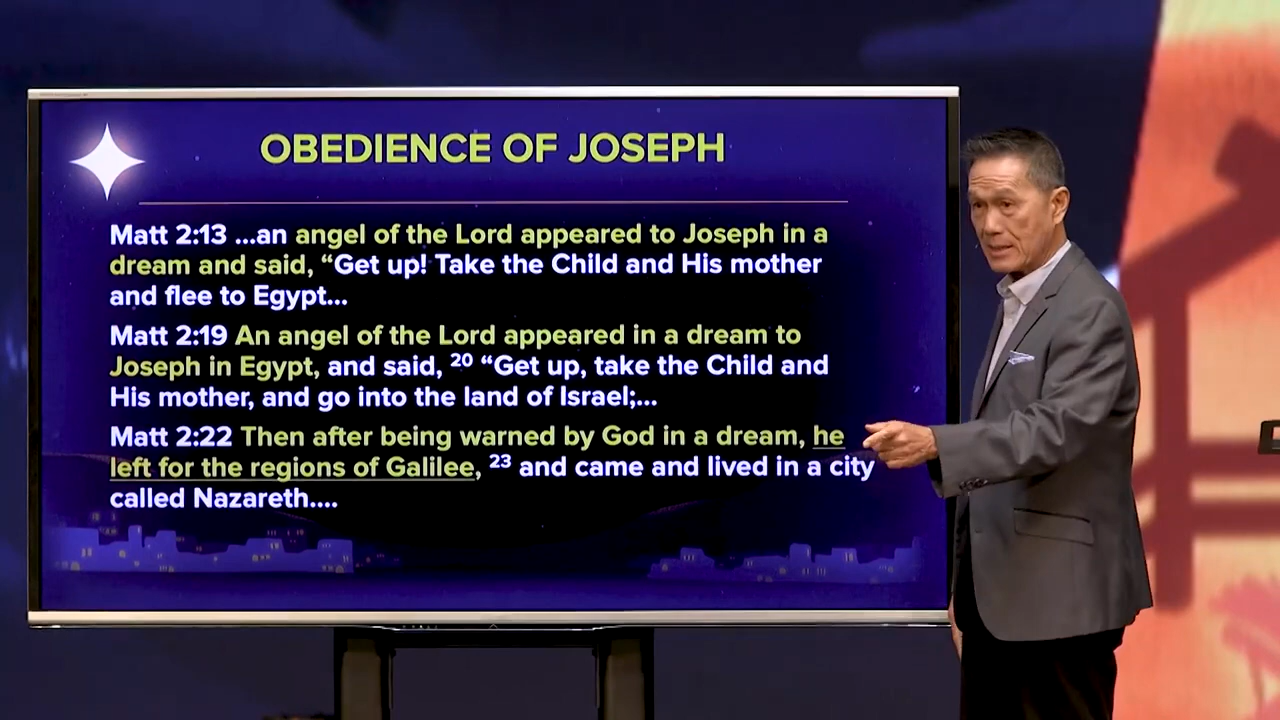 OBEDIENCE OF JOSEPH
Matt 2:13 ...an angel of the Lord appeared to Joseph in a
dream and said, “Get up! Take the Child and His mother
and flee to Egypt...
Matt 2:19 An angel of the Lord appeared in a dream to
Joseph in Egypt, and said, 20 “Get up, take the Child and
His mother, and go into the land of Israel;...
Matt 2:22 Then after being warned by God in a dream, he
left for the regions of Galilee, 23 and came and lived in a city
called Nazareth....